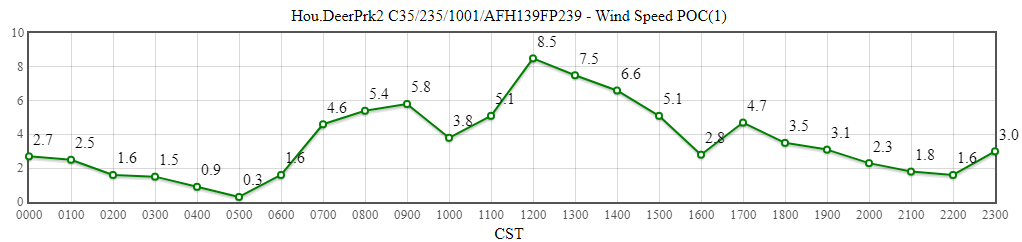 Hou.DeerPrk2 C35/235/1001/AFH139FP239 - Wind Speed POC(1)
10
8
6
4
2
0
2.7 2.5 1.6 1.5 0.9 0.3 1.6 4.6 5.4 5.8 3.8 5.1 8.5 7.5 6.6 5.1 2.8 4.7 3.5 3.1 2.3 1.8 1.6 3.0
0000 0100 0200 0300 0400 0500 0600 0700 0800 0900 1000 1100 1200 1300 1400 1500 1600 1700 1800 1900 2000 2100 2200 2300
CST